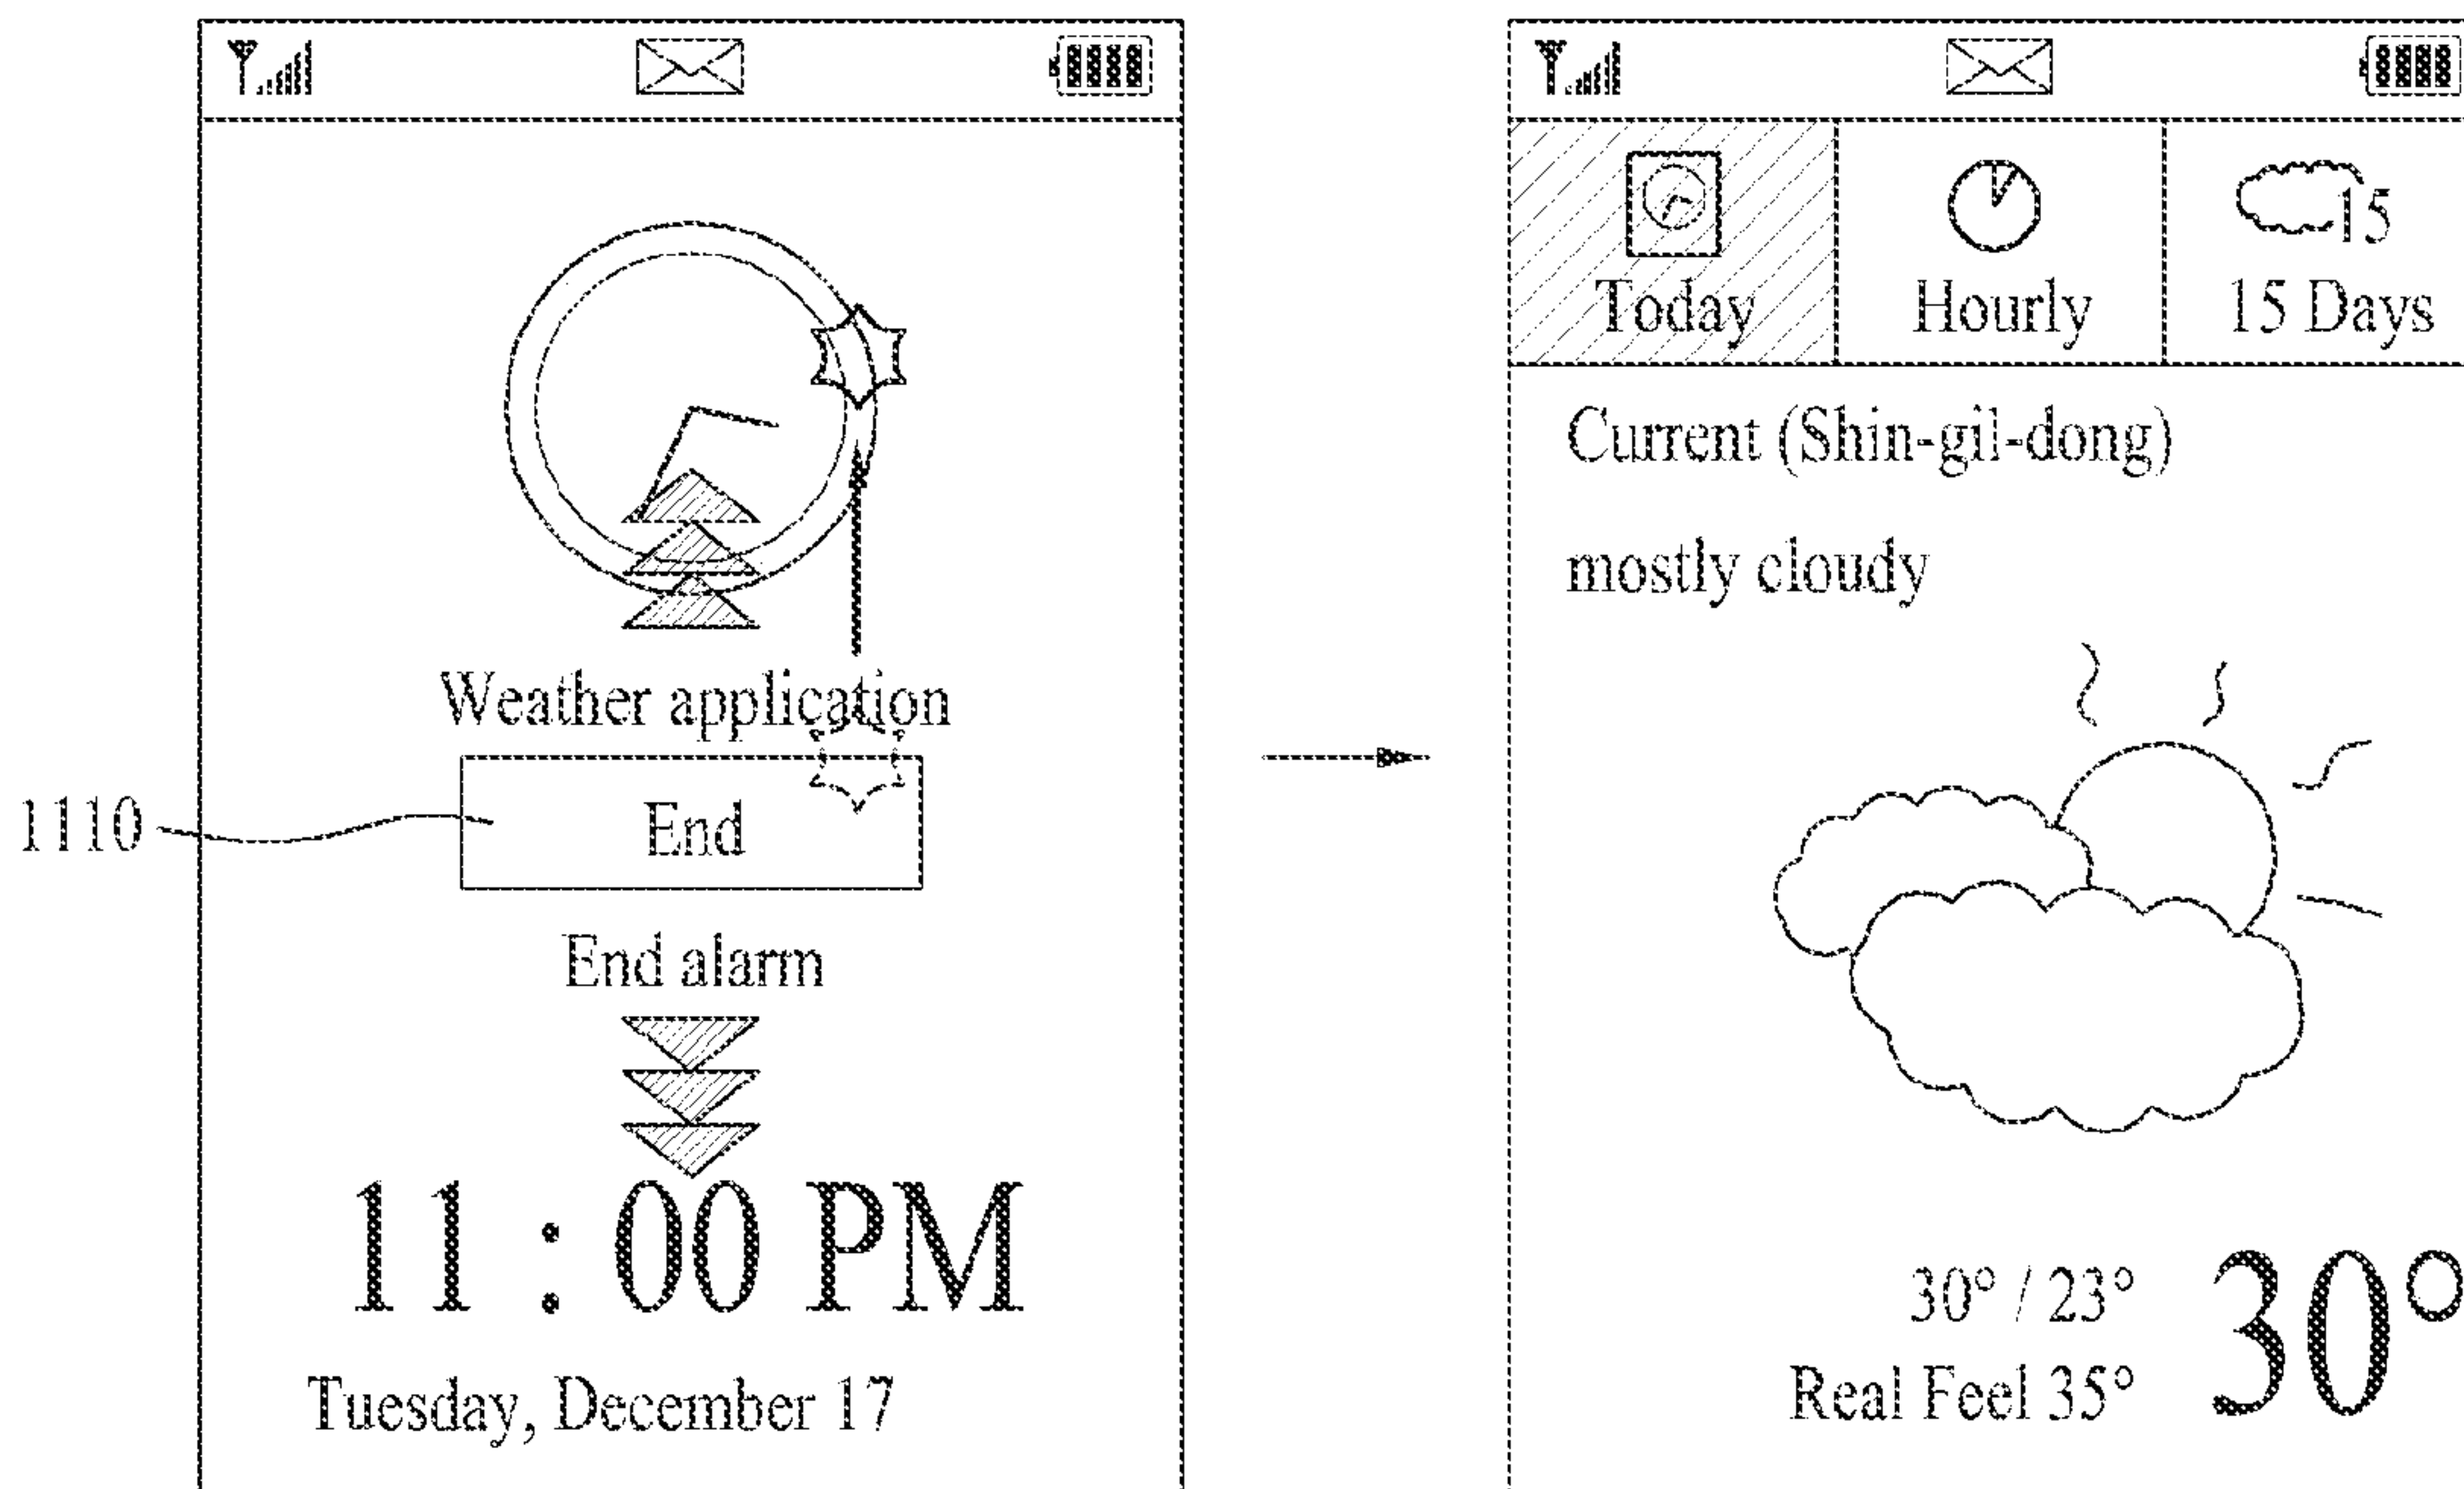 Weather application
1110
End
End alarm
11 : 00 PM
Tuesday, December 17
15
Today
Hourly
15 Days
Current (Shin-gil-dong)
mostly cloudy
30° / 23°
30°
Real Feel 35°